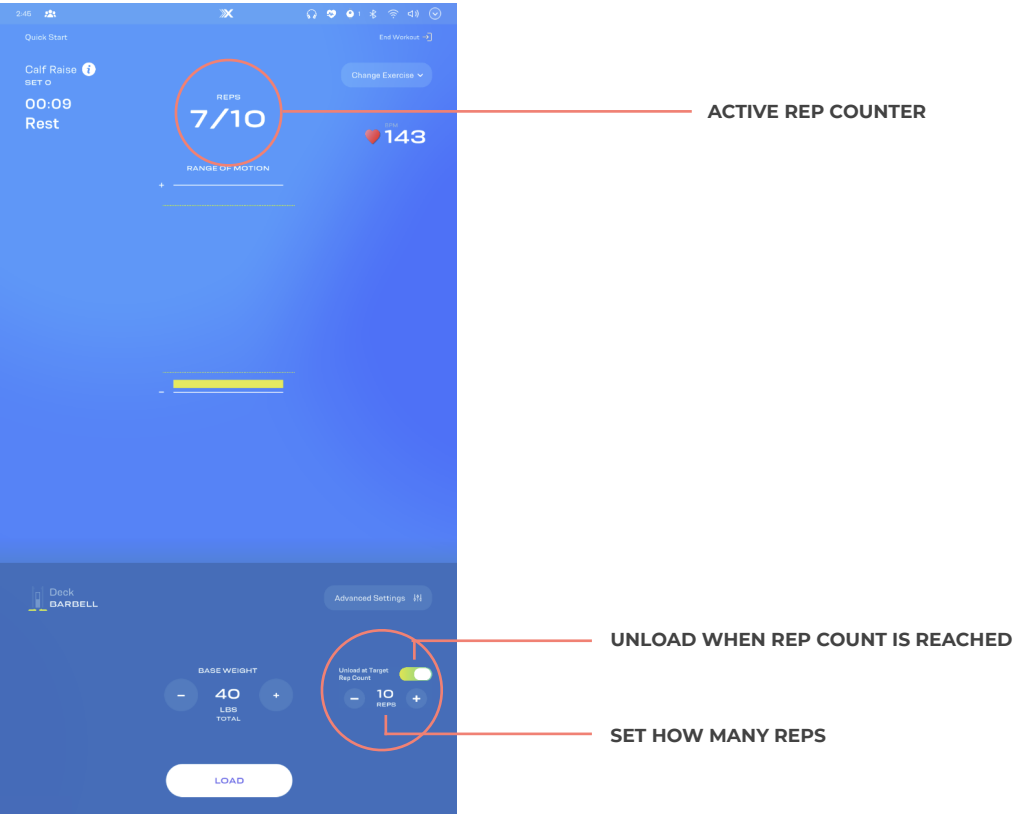 2:45
Quick Start
End Workout
Calf Raise
SET 0
Change Exercise
00:09
Rest
REPS
7/10
ACTIVE REP COUNTER
BPM
143
RANGE OF MOTION
+
−
Deck
BARBELL
Advanced Settings
UNLOAD WHEN REP COUNT IS REACHED
BASE WEIGHT
Unload at Target
Rep Count
− 40 +
LBS
TOTAL
− 10 +
REPS
SET HOW MANY REPS
LOAD